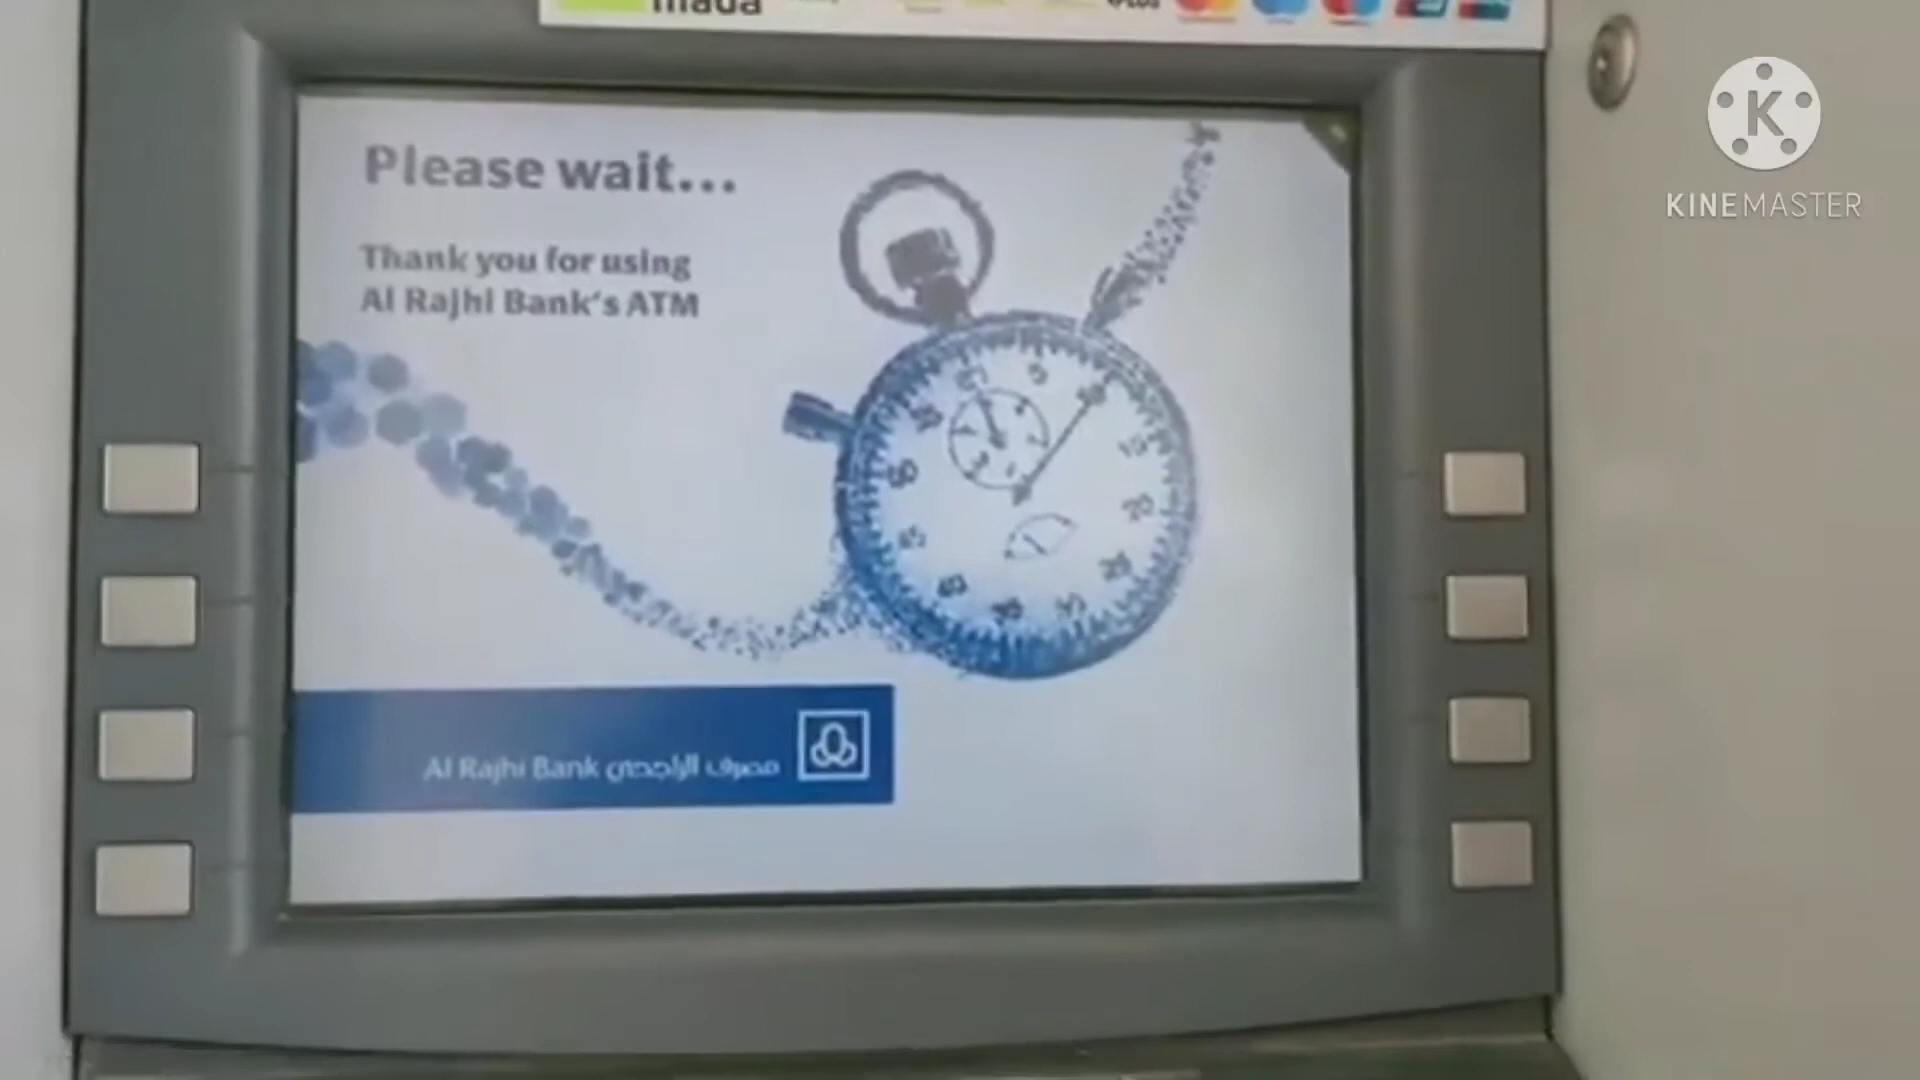 mada
Please wait...
Thank you for using
Al Rajhi Bank's ATM
Al Rajhi Bank مصرف الراجحي
K
KINEMASTER